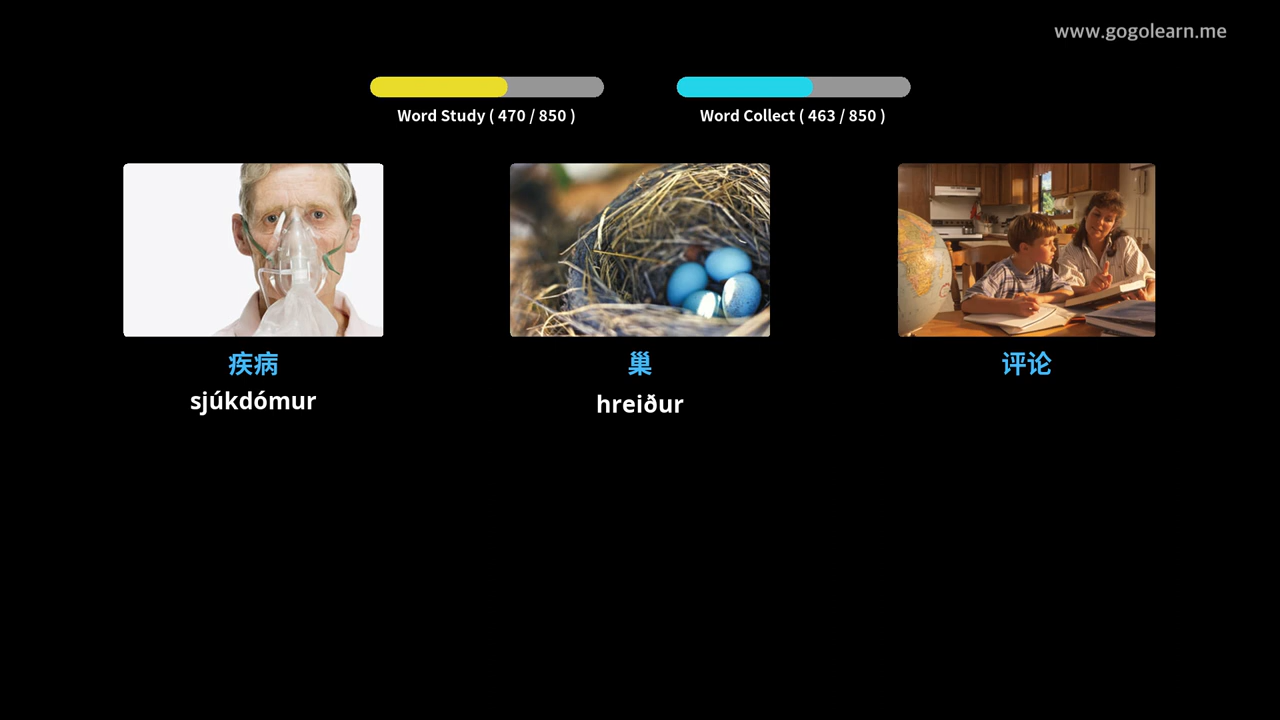 www.gogolearn.me
Word Study ( 470 / 850 )
Word Collect ( 463 / 850 )
疾病
sjúkdómur
巢
hreiður
评论